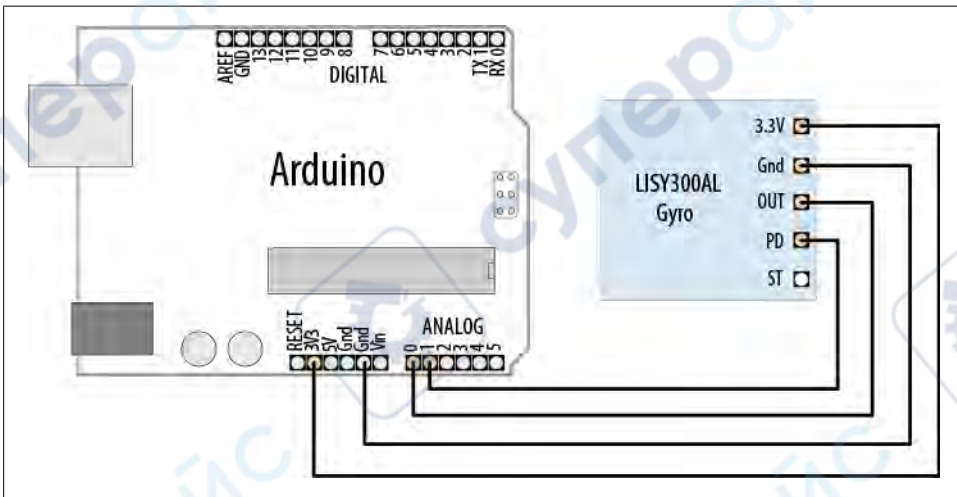 AREF GND 13 12 11 10 9 8 7 6 5 4 3 2 TX 1 RX 0
DIGITAL
Arduino
LISY300AL
Gyro
3.3V
Gnd
OUT
PD
ST
RESET 3V3 5V Gnd Gnd Vin
ANALOG
0 1 2 3 4 5
супер
айс